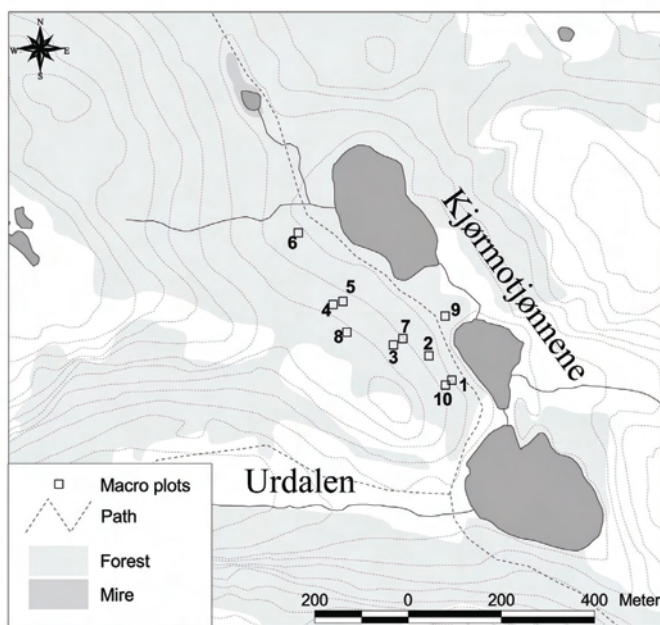 N
W E
S
Kjørmotjønnene
6
5
4
9
8
7
3
2
1
10
Urdalen
Macro plots
Path
Forest
Mire
200 0 200 400 Meter